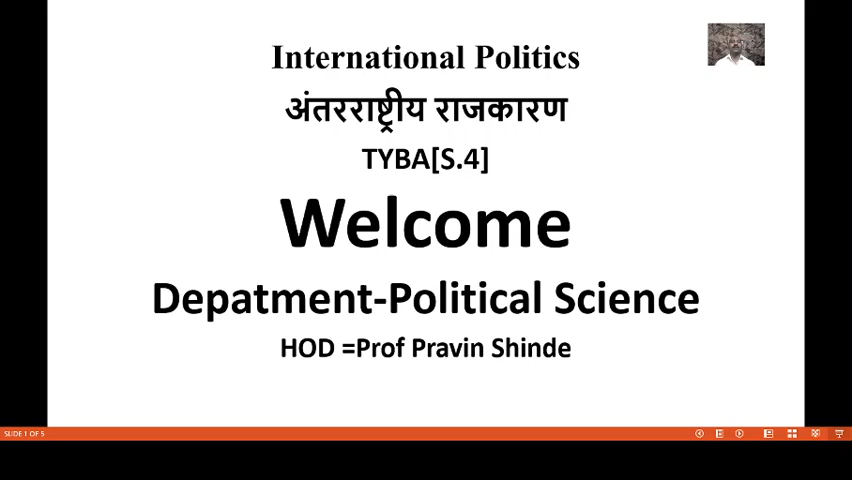 International Politics
अंतरराष्ट्रीय राजकारण
TYBA[S.4]
Welcome
Depatment-Political Science
HOD =Prof Pravin Shinde
SLIDE 1 OF 5